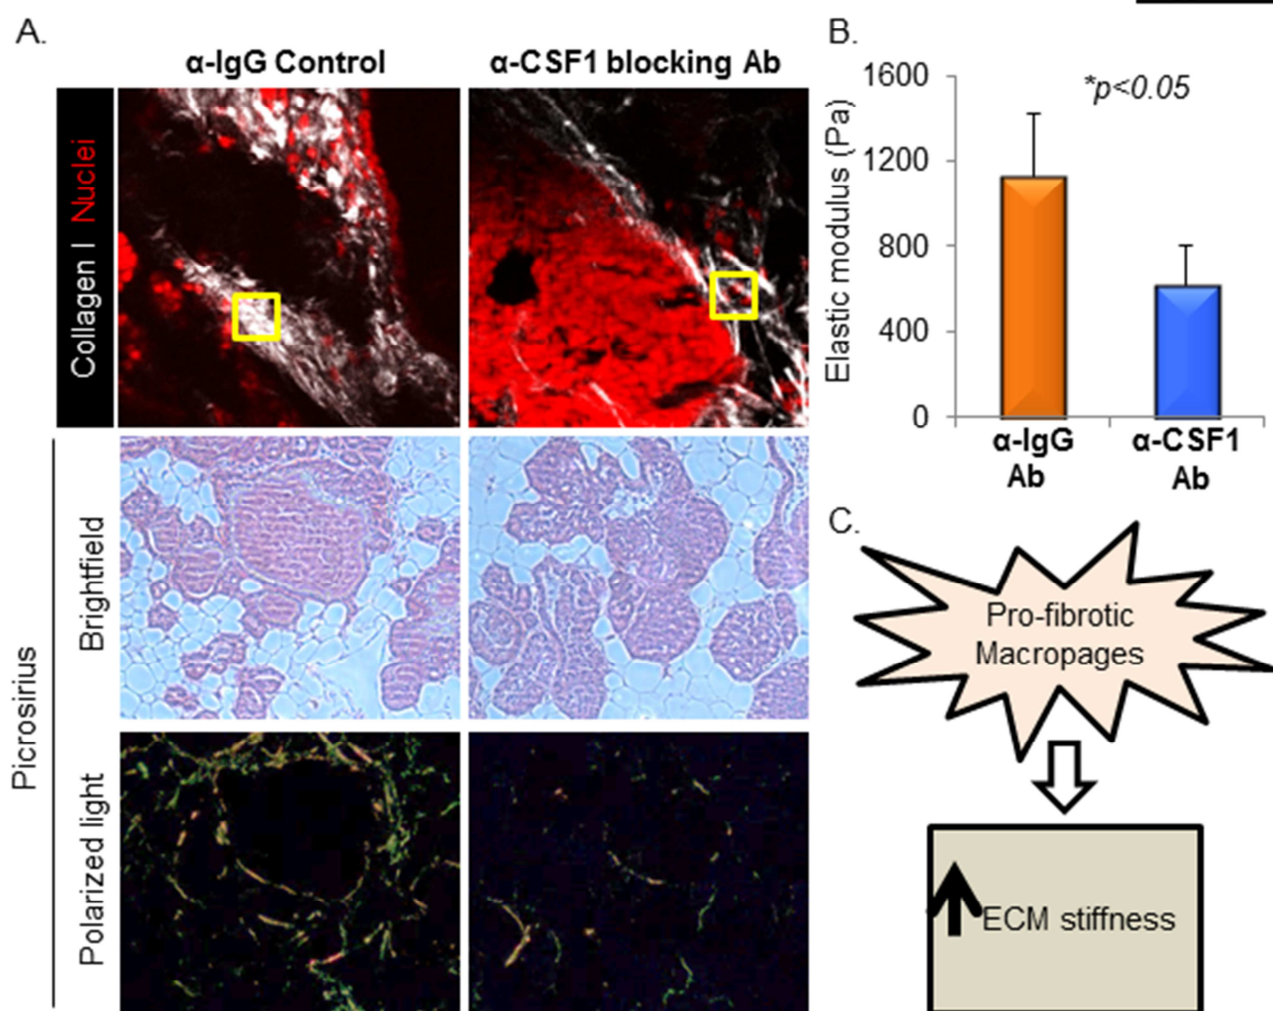 A.
α-IgG Control
α-CSF1 blocking Ab
Collagen I Nuclei
Picrosirius
Brightfield
Polarized light
B.
*p<0.05
Elastic modulus (Pa)
1600
1200
800
400
0
α-IgG
Ab
α-CSF1
Ab
C.
Pro-fibrotic
Macropages
ECM stiffness